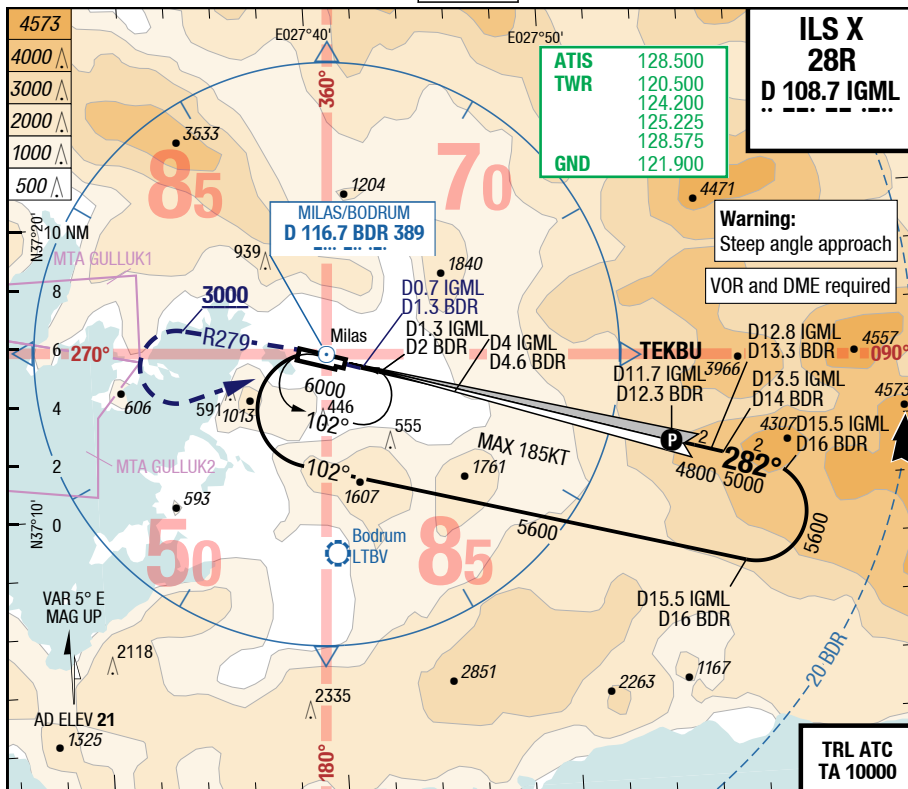 4573
4000
3000
2000
1000
500
E027°40'
E027°50'
360°
ATIS 128.500
TWR 120.500
124.200
125.225
128.575
GND 121.900
ILS X
28R
D 108.7 IGML
3533
85
70
1204
4471
Warning:
Steep angle approach
VOR and DME required
MILAS/BODRUM
D 116.7 BDR 389
N37°20'
10 NM
MTA GULLUK1
939
1840
3000
D0.7 IGML
D1.3 BDR
8
R279
Milas
D1.3 IGML
D2 BDR
D4 IGML
D4.6 BDR
TEKBU
D11.7 IGML
D12.3 BDR
D12.8 IGML
D13.3 BDR
4557
6
270°
3966
090°
D13.5 IGML
D14 BDR
4573
6000
606
591
1013
446
102°
555
4
P
2
2
4307
D15.5 IGML
D16 BDR
MAX 185KT
282°
4800
5000
MTA GULLUK2
102°
1607
1761
2
593
5600
5600
N37°10'
0
50
Bodrum
LTBV
85
D15.5 IGML
D16 BDR
VAR 5° E
MAG UP
2118
2851
1167
2263
20 BDR
2335
AD ELEV 21
1325
180°
TRL ATC
TA 10000